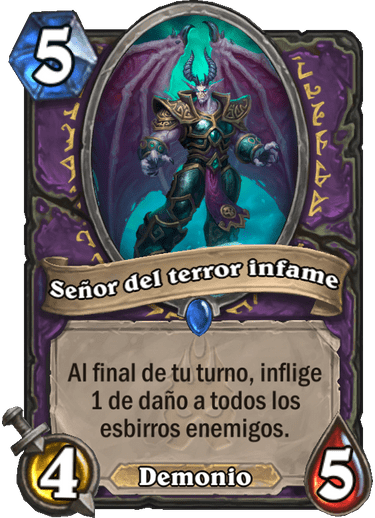 5
Señor del terror infame
Al final de tu turno, inflige
1 de daño a todos los
esbirros enemigos.
4
Demonio
5